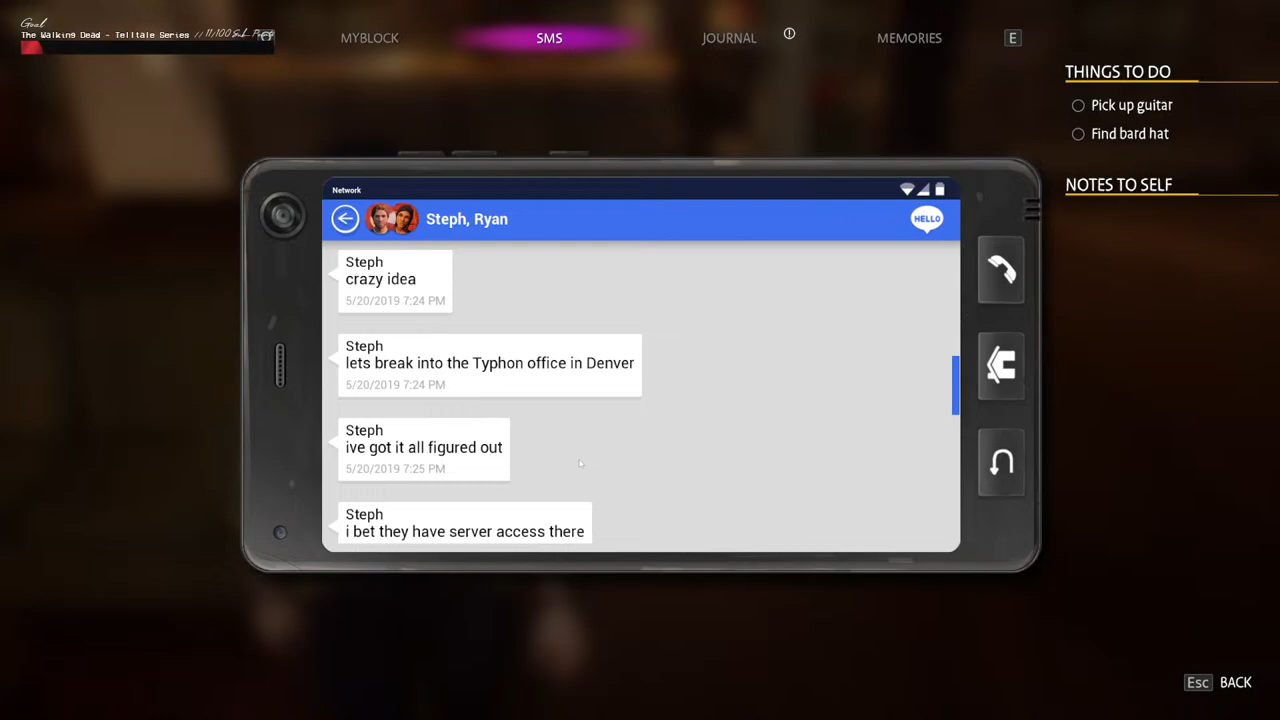 Goal
The Walking Dead - Telltale Series // 11/100
MYBLOCK
SMS
JOURNAL
E
MEMORIES
THINGS TO DO
Pick up guitar
Find bard hat
NOTES TO SELF
Network
Steph, Ryan
HELLO
Steph
crazy idea
5/20/2019 7:24 PM
Steph
lets break into the Typhon office in Denver
5/20/2019 7:24 PM
Steph
ive got it all figured out
5/20/2019 7:25 PM
Steph
i bet they have server access there
Esc BACK